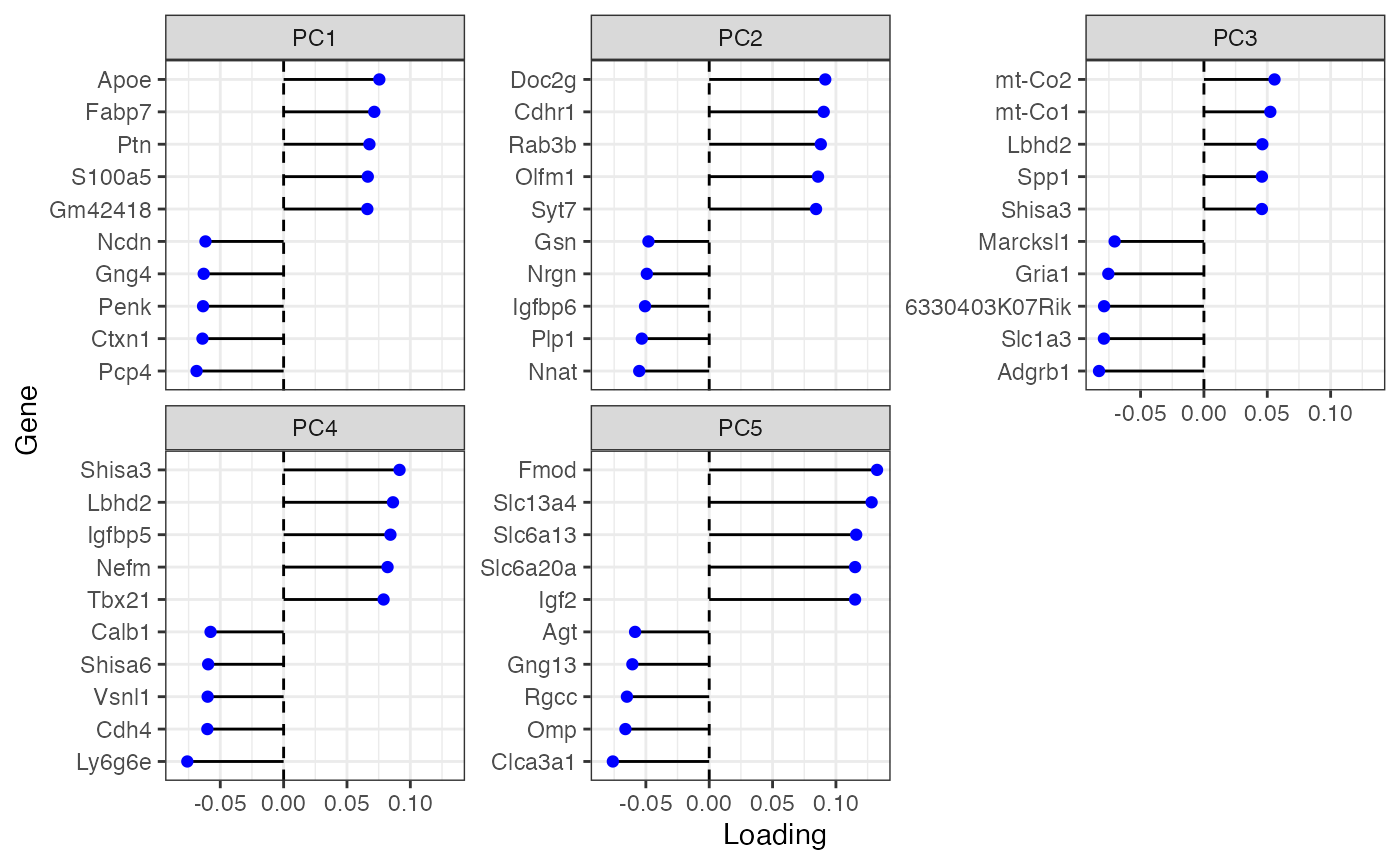 PC1
Apoe
Fabp7
Ptn
S100a5
Gm42418
Ncdn
Gng4
Penk
Ctxn1
Pcp4
PC2
Doc2g
Cdhr1
Rab3b
Olfm1
Syt7
Gsn
Nrgn
Igfbp6
Plp1
Nnat
PC3
mt-Co2
mt-Co1
Lbhd2
Spp1
Shisa3
Marcksl1
Gria1
6330403K07Rik
Slc1a3
Adgrb1
-0.05 0.00 0.05 0.10
Gene
PC4
Shisa3
Lbhd2
Igfbp5
Nefm
Tbx21
Calb1
Shisa6
Vsnl1
Cdh4
Ly6g6e
-0.05 0.00 0.05 0.10
PC5
Fmod
Slc13a4
Slc6a13
Slc6a20a
Igf2
Agt
Gng13
Rgcc
Omp
Clca3a1
-0.05 0.00 0.05 0.10
Loading